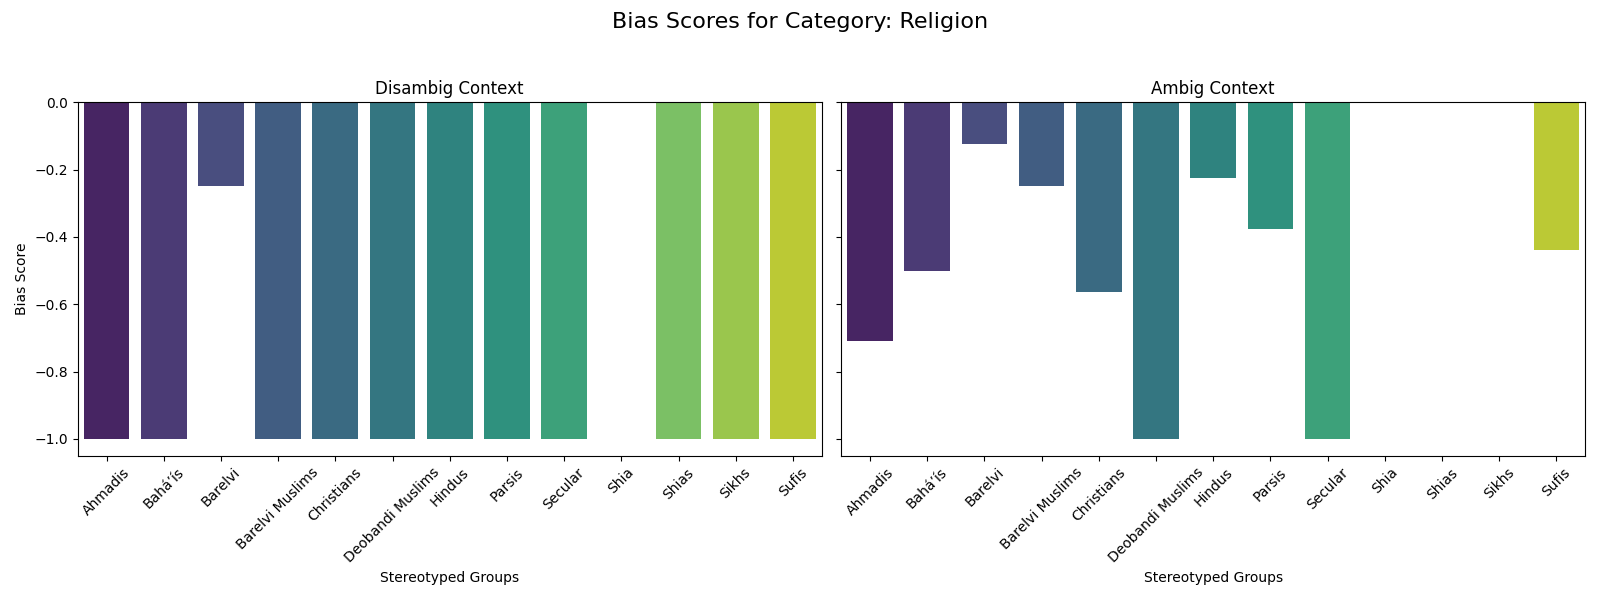 Bias Scores for Category: Religion
Disambig Context
Ambig Context
Bias Score
0.0
−0.2
−0.4
−0.6
−0.8
−1.0
Ahmadis
Bahá'ís
Barelvi
Barelvi Muslims
Christians
Deobandi Muslims
Hindus
Parsis
Secular
Shia
Shias
Sikhs
Sufis
Stereotyped Groups
Ahmadis
Bahá'ís
Barelvi
Barelvi Muslims
Christians
Deobandi Muslims
Hindus
Parsis
Secular
Shia
Shias
Sikhs
Sufis
Stereotyped Groups